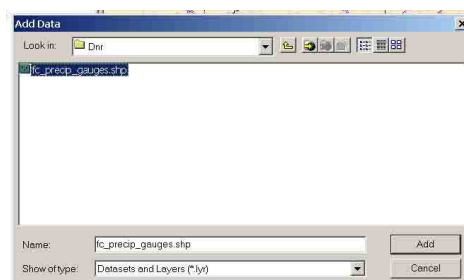 Add Data
Look in: Dnr
fc_precip_gauges.shp
Name: fc_precip_gauges.shp Add
Show of type: Datasets and Layers (*.lyr) Cancel